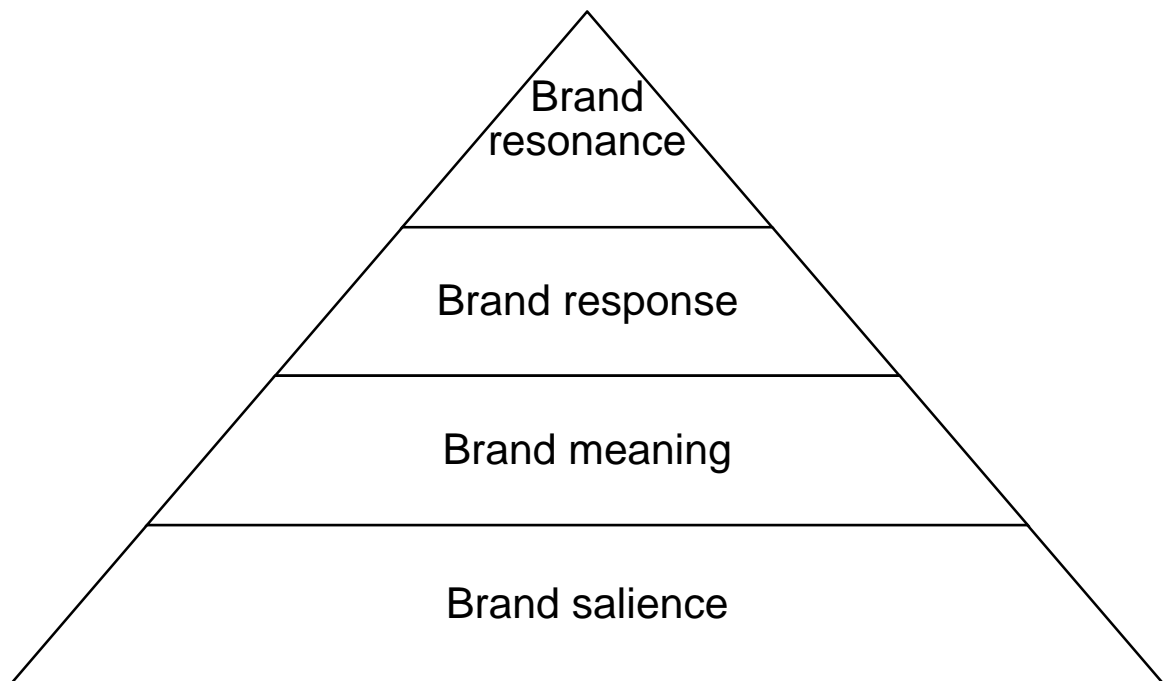 Brand
resonance
Brand response
Brand meaning
Brand salience